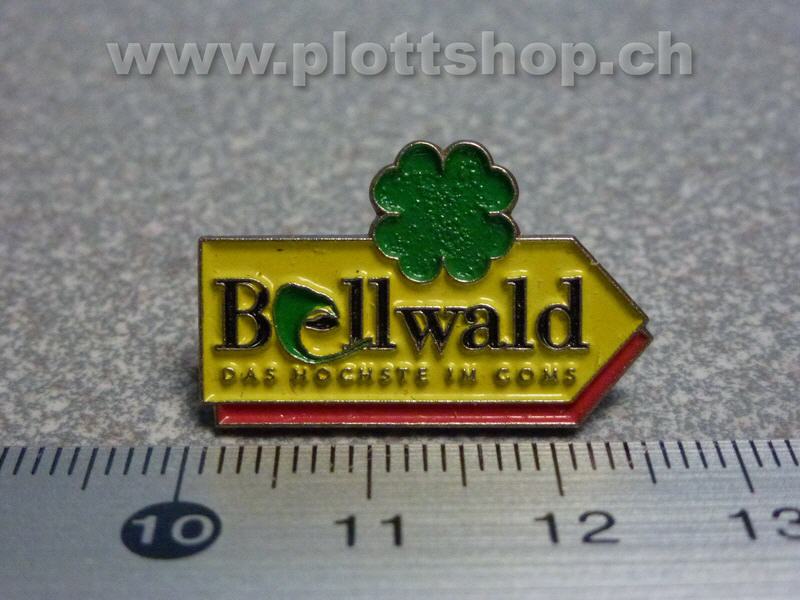 www.plottshop.ch
Bellwald
DAS HÖCHSTE IM GOMS
10 11 12 13